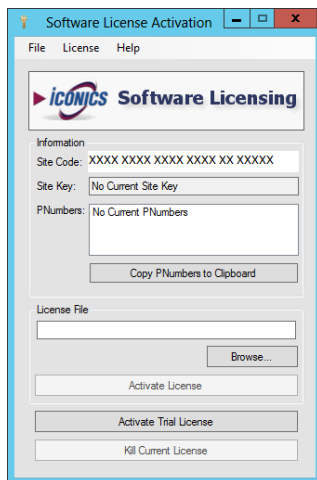 Software License Activation
File License Help
ICONICS Software Licensing
Information
Site Code: XXXX XXXX XXXX XXXX XX XXXXX
Site Key: No Current Site Key
PNumbers: No Current PNumbers
Copy PNumbers to Clipboard
License File
Browse...
Activate License
Activate Trial License
Kill Current License